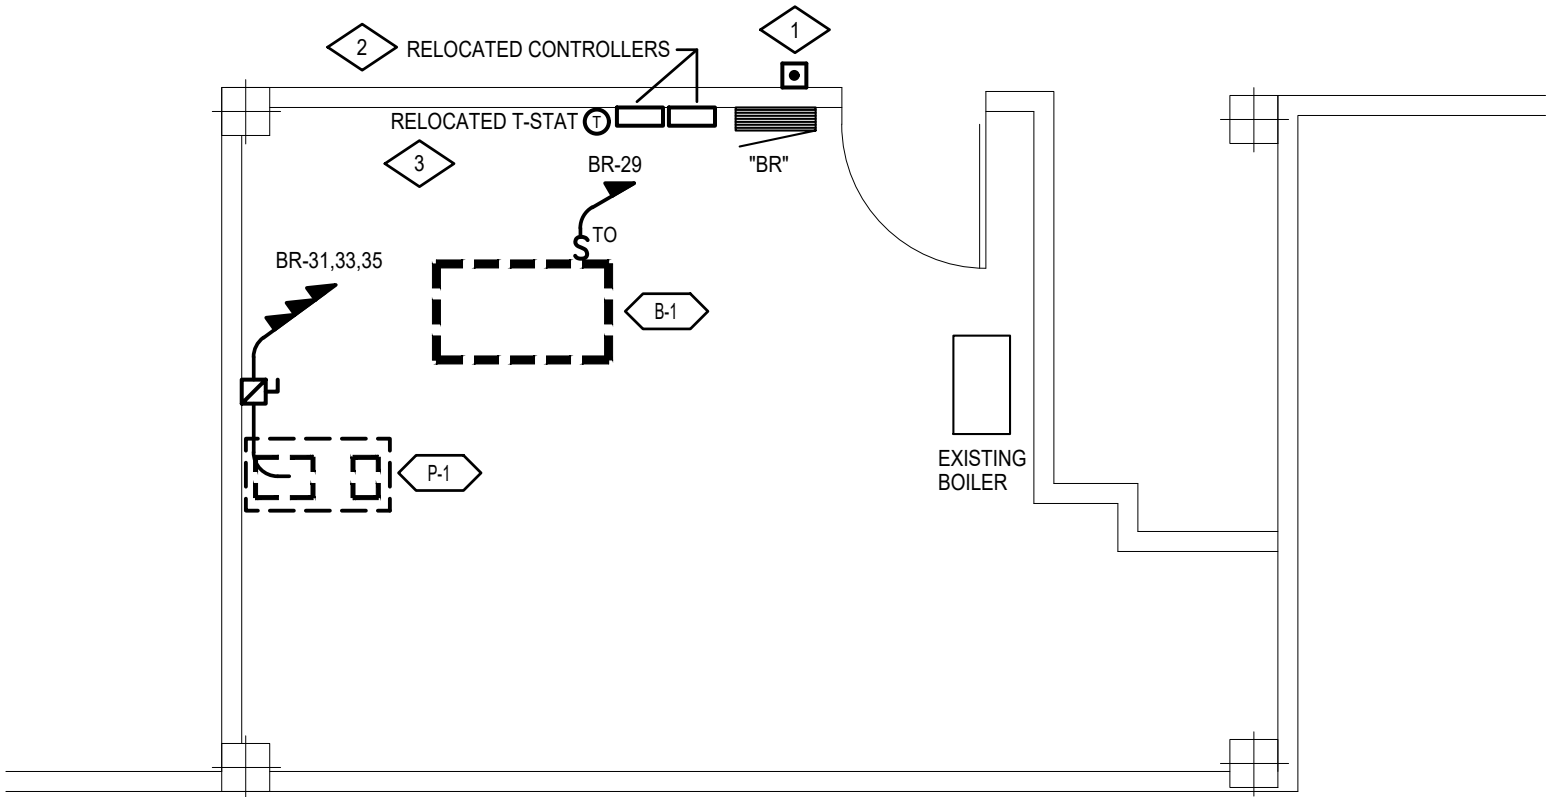 1
2
RELOCATED CONTROLLERS
RELOCATED T-STAT
T
3
BR-29
"BR"
S
TO
BR-31,33,35
B-1
P-1
EXISTING
BOILER